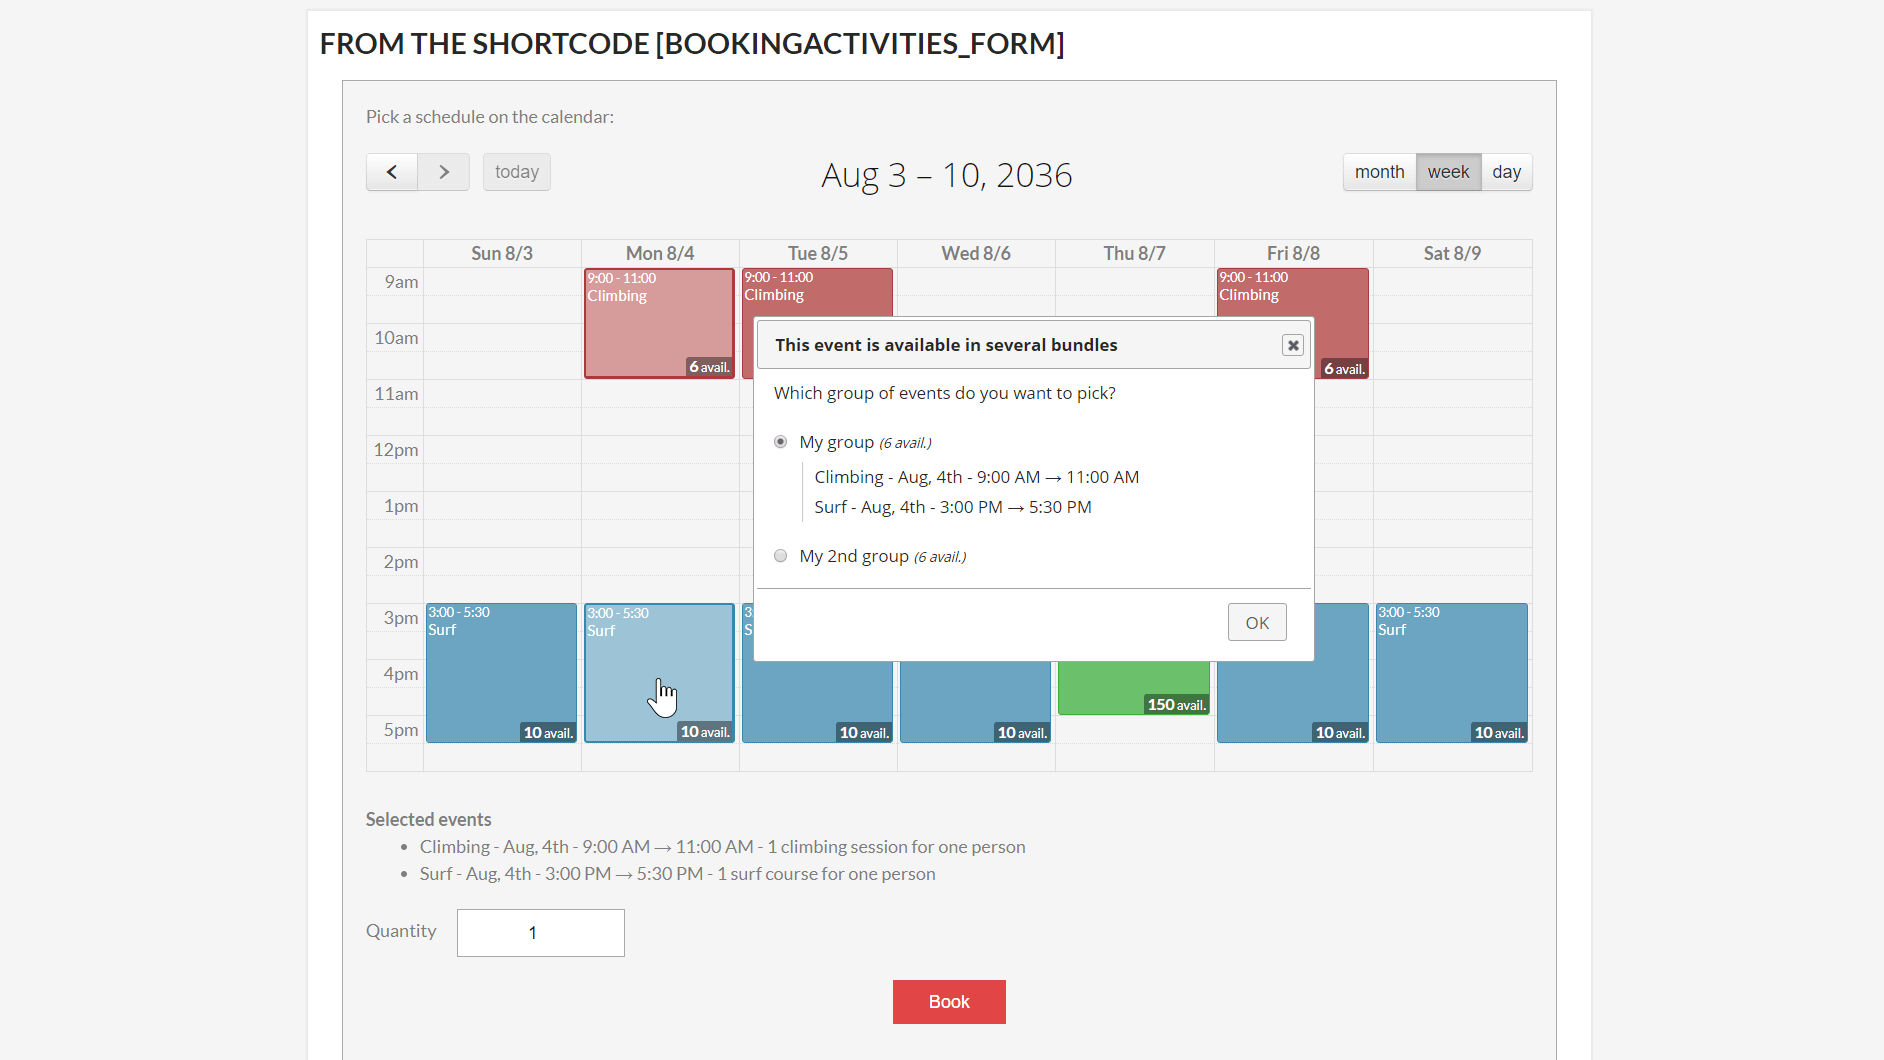 FROM THE SHORTCODE [BOOKINGACTIVITIES_FORM]
Pick a schedule on the calendar:
today
Aug 3 – 10, 2036
month week day
Sun 8/3 Mon 8/4 Tue 8/5 Wed 8/6 Thu 8/7 Fri 8/8 Sat 8/9
9am
10am
11am
12pm
1pm
2pm
3pm
4pm
5pm
9:00 - 11:00
Climbing
6 avail.
9:00 - 11:00
Climbing
9:00 - 11:00
Climbing
6 avail.
This event is available in several bundles
Which group of events do you want to pick?
My group (6 avail.)
Climbing - Aug, 4th - 9:00 AM → 11:00 AM
Surf - Aug, 4th - 3:00 PM → 5:30 PM
My 2nd group (6 avail.)
OK
3:00 - 5:30
Surf
10 avail.
3:00 - 5:30
Surf
10 avail.
3
S
10 avail.
10 avail.
150 avail.
10 avail.
3:00 - 5:30
Surf
10 avail.
Selected events
• Climbing - Aug, 4th - 9:00 AM → 11:00 AM - 1 climbing session for one person
• Surf - Aug, 4th - 3:00 PM → 5:30 PM - 1 surf course for one person
Quantity 1
Book